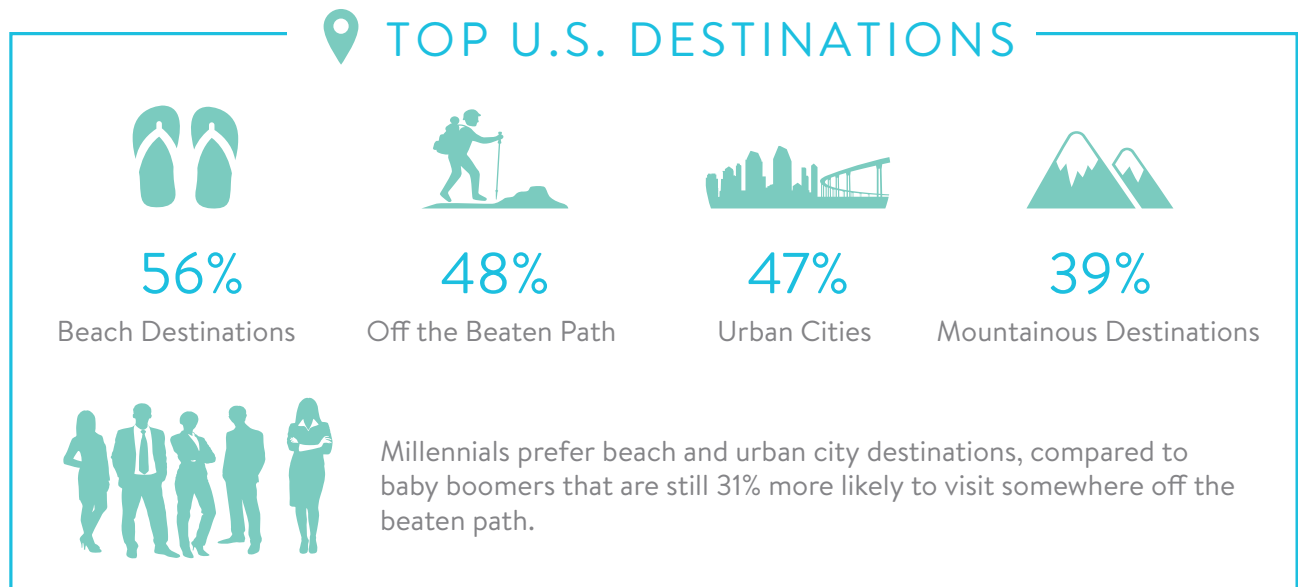 TOP U.S. DESTINATIONS
56%
Beach Destinations
48%
Off the Beaten Path
47%
Urban Cities
39%
Mountainous Destinations
Millennials prefer beach and urban city destinations, compared to
baby boomers that are still 31% more likely to visit somewhere off the
beaten path.